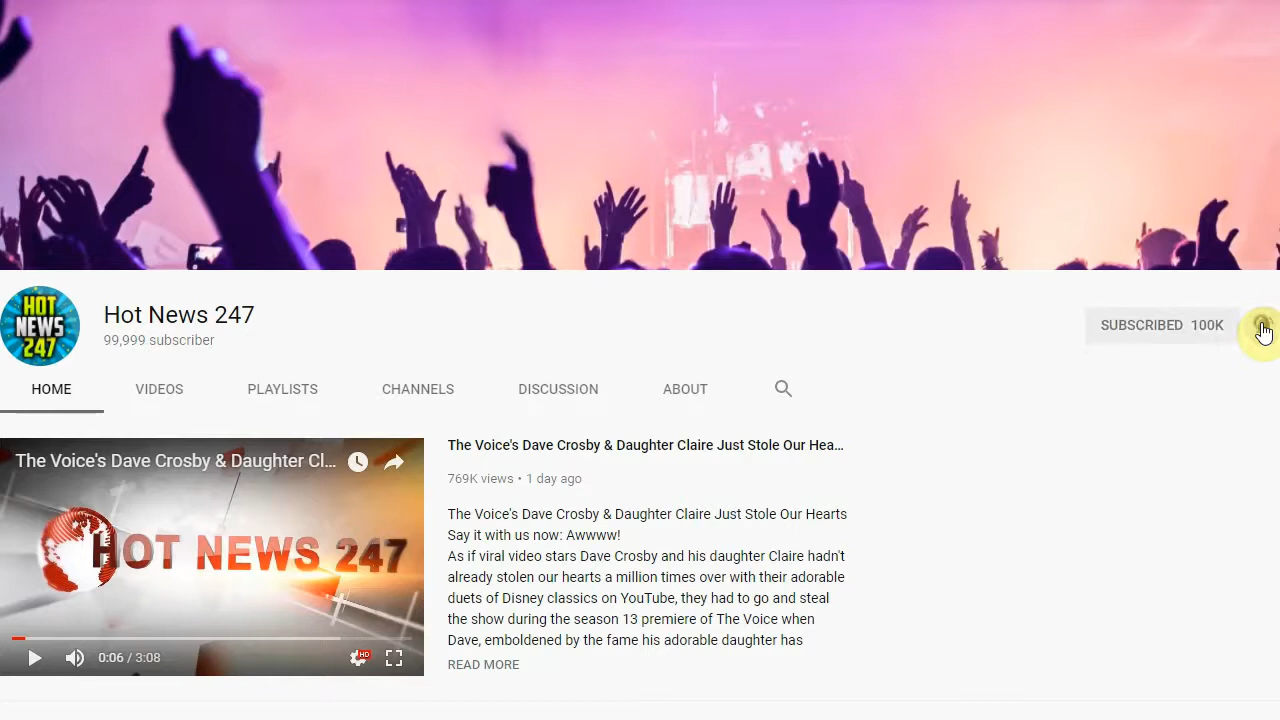 HOT
NEWS
247
Hot News 247
99,999 subscriber
SUBSCRIBED 100K
HOME VIDEOS PLAYLISTS CHANNELS DISCUSSION ABOUT
The Voice's Dave Crosby & Daughter Cl...
HOT NEWS 247
0:06 / 3:08
HD
The Voice's Dave Crosby & Daughter Claire Just Stole Our Hea...
769K views • 1 day ago
The Voice's Dave Crosby & Daughter Claire Just Stole Our Hearts
Say it with us now: Awwww!
As if viral video stars Dave Crosby and his daughter Claire hadn't
already stolen our hearts a million times over with their adorable
duets of Disney classics on YouTube, they had to go and steal
the show during the season 13 premiere of The Voice when
Dave, emboldened by the fame his adorable daughter has
READ MORE